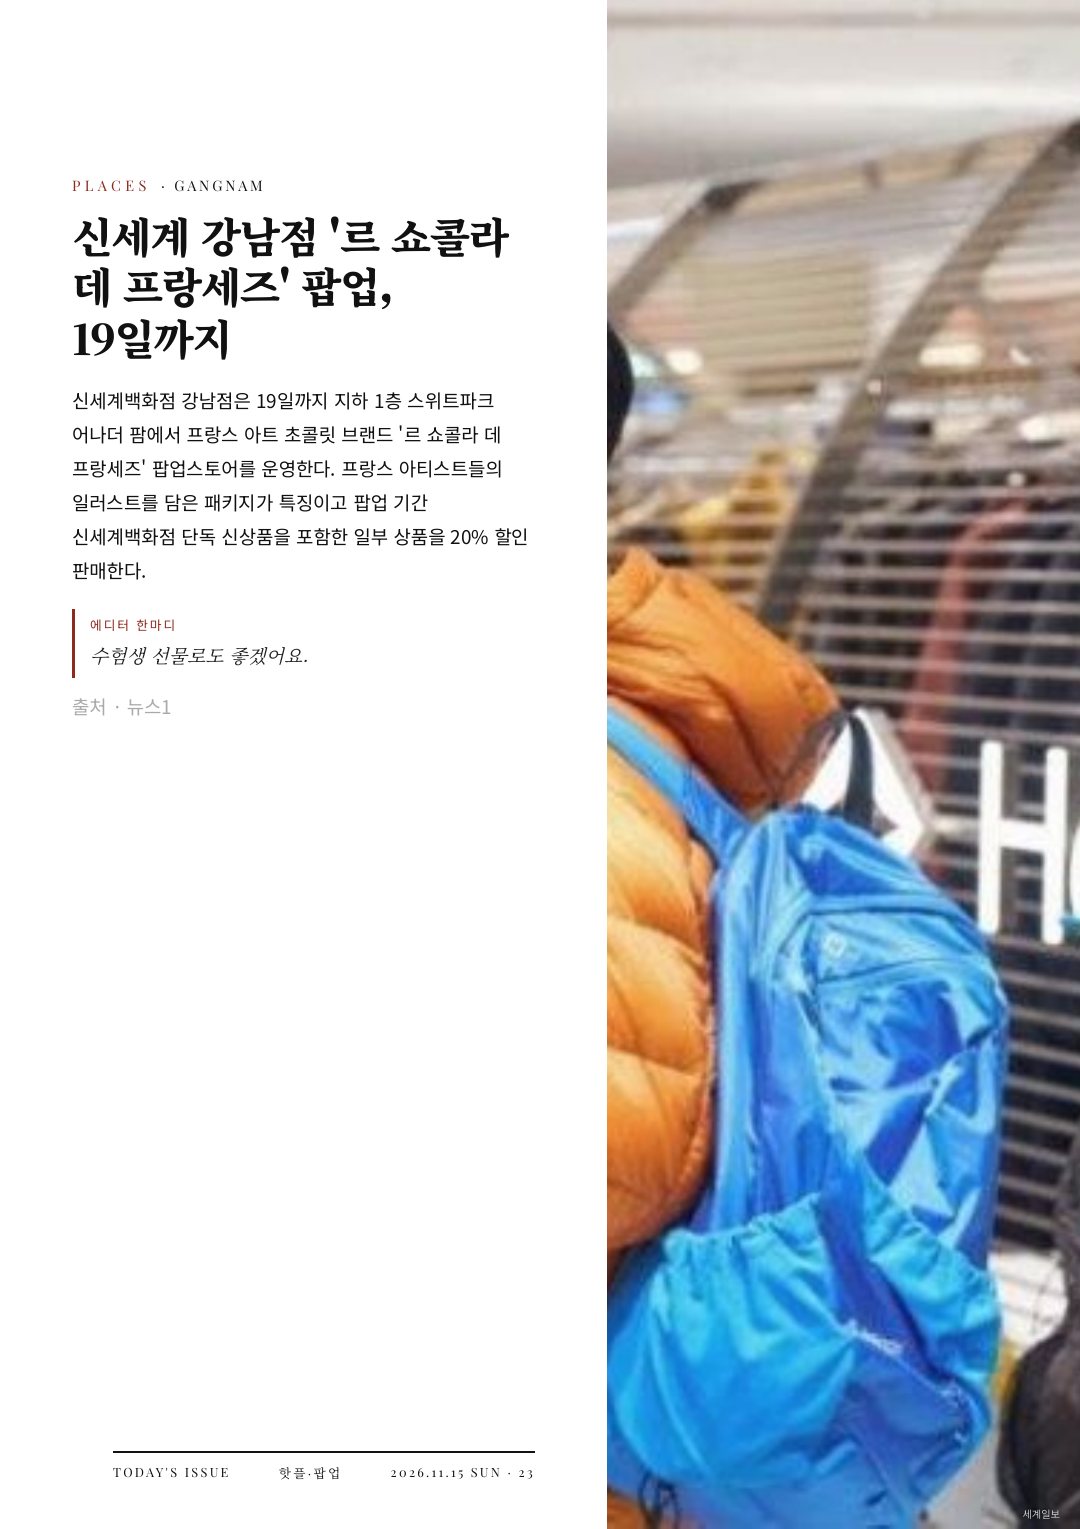 PLACES · GANGNAM
신세계 강남점 '르 쇼콜라
데 프랑세즈' 팝업,
19일까지
신세계백화점 강남점은 19일까지 지하 1층 스위트파크
어나더 팜에서 프랑스 아트 초콜릿 브랜드 '르 쇼콜라 데
프랑세즈' 팝업스토어를 운영한다. 프랑스 아티스트들의
일러스트를 담은 패키지가 특징이고 팝업 기간
신세계백화점 단독 신상품을 포함한 일부 상품을 20% 할인
판매한다.
에디터 한마디
수험생 선물로도 좋겠어요.
출처 · 뉴스1
H
TODAY'S ISSUE 핫플·팝업 2026.11.15 SUN · 23
세계일보